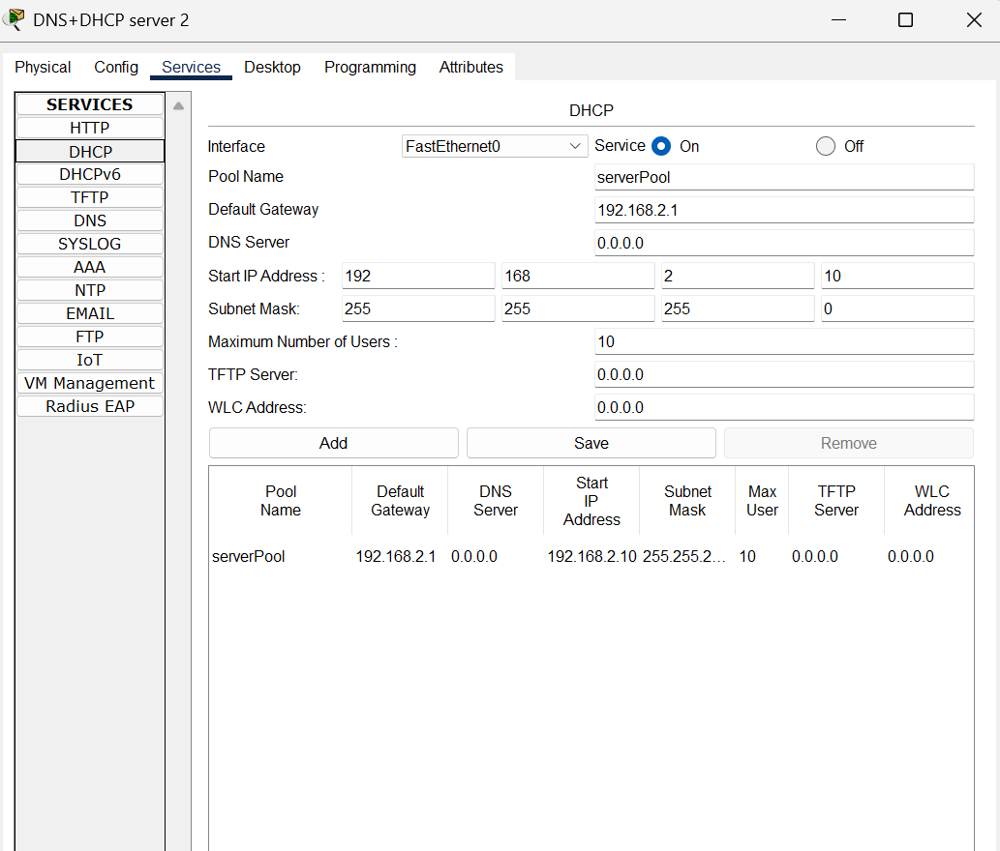 DNS+DHCP server 2
Physical Config Services Desktop Programming Attributes
SERVICES
HTTP
DHCP
DHCPv6
TFTP
DNS
SYSLOG
AAA
NTP
EMAIL
FTP
IoT
VM Management
Radius EAP
DHCP
Interface FastEthernet0 Service On Off
Pool Name serverPool
Default Gateway 192.168.2.1
DNS Server 0.0.0.0
Start IP Address : 192 168 2 10
Subnet Mask: 255 255 255 0
Maximum Number of Users : 10
TFTP Server: 0.0.0.0
WLC Address: 0.0.0.0
Add Save Remove
Pool Name Default Gateway DNS Server Start IP Address Subnet Mask Max User TFTP Server WLC Address
serverPool 192.168.2.1 0.0.0.0 192.168.2.10 255.255.2... 10 0.0.0.0 0.0.0.0